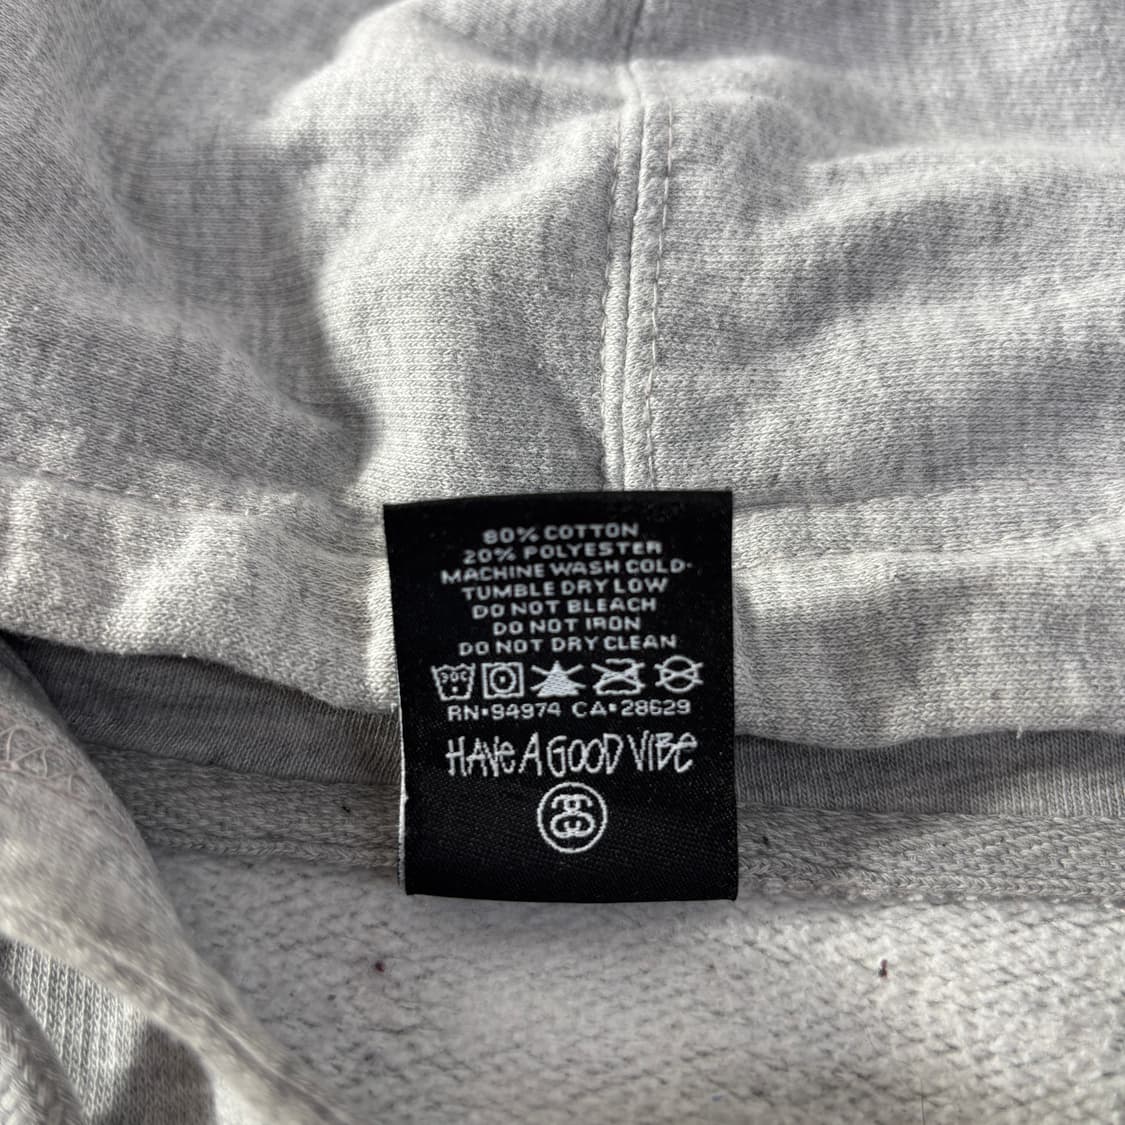 80% COTTON
20% POLYESTER
MACHINE WASH COLD-
TUMBLE DRY LOW
DO NOT BLEACH
DO NOT IRON
DO NOT DRY CLEAN
30C
RN•94974 CA•28629
HAVE A GOOD VIBE